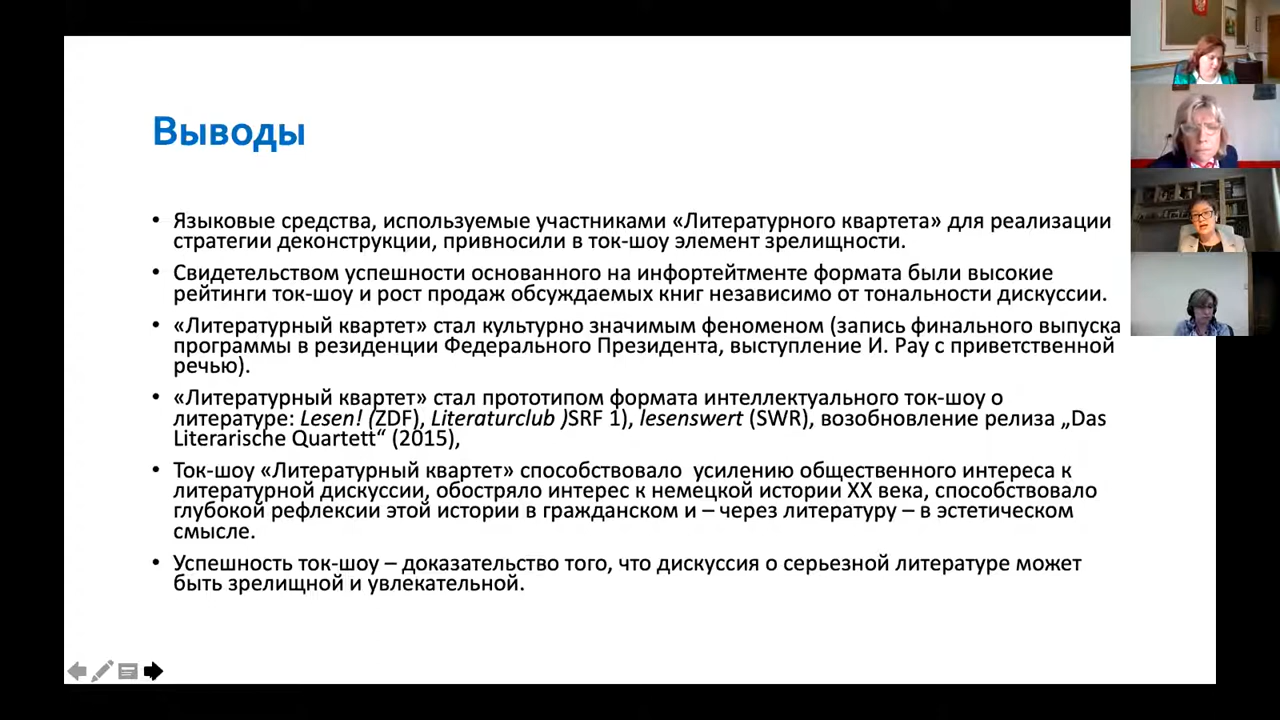 Выводы
• Языковые средства, используемые участниками «Литературного квартета» для реализации
стратегии деконструкции, привносили в ток-шоу элемент зрелищности.
• Свидетельством успешности основанного на инфортейтменте формата были высокие
рейтинги ток-шоу и рост продаж обсуждаемых книг независимо от тональности дискуссии.
• «Литературный квартет» стал культурно значимым феноменом (запись финального выпуска
программы в резиденции Федерального Президента, выступление И. Рау с приветственной
речью).
• «Литературный квартет» стал прототипом формата интеллектуального ток-шоу о
литературе: Lesen! (ZDF), Literaturclub )SRF 1), lesenswert (SWR), возобновление релиза „Das
Literarische Quartett“ (2015),
• Ток-шоу «Литературный квартет» способствовало  усилению общественного интереса к
литературной дискуссии, обостряло интерес к немецкой истории XX века, способствовало
глубокой рефлексии этой истории в гражданском и – через литературу – в эстетическом
смысле.
• Успешность ток-шоу – доказательство того, что дискуссия о серьезной литературе может
быть зрелищной и увлекательной.